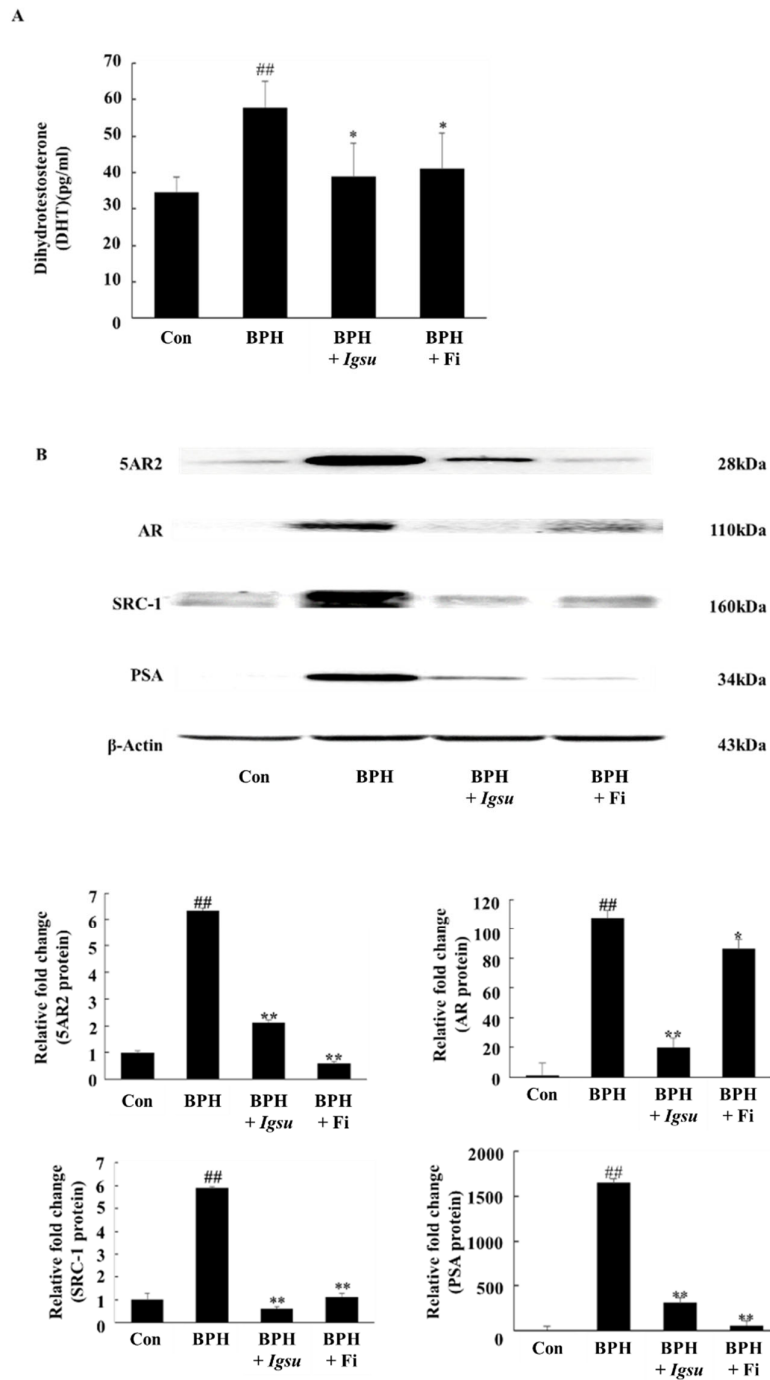 A
Dihydrotestosterone
(DHT)(pg/ml)
70
60
50
40
30
20
10
0
##
*
*
Con
BPH
BPH
+ Igsu
BPH
+ Fi
B
5AR2
28kDa
AR
110kDa
SRC-1
160kDa
PSA
34kDa
β-Actin
43kDa
Con
BPH
BPH
+ Igsu
BPH
+ Fi
Relative fold change
(5AR2 protein)
7
6
5
4
3
2
1
0
##
**
**
Con
BPH
BPH
+ Igsu
BPH
+ Fi
Relative fold change
(AR protein)
120
100
80
60
40
20
0
##
**
*
Con
BPH
BPH
+ Igsu
BPH
+ Fi
Relative fold change
(SRC-1 protein)
7
6
5
4
3
2
1
0
##
**
**
Con
BPH
BPH
+ Igsu
BPH
+ Fi
Relative fold change
(PSA protein)
2000
1500
1000
500
0
##
**
**
Con
BPH
BPH
+ Igsu
BPH
+ Fi